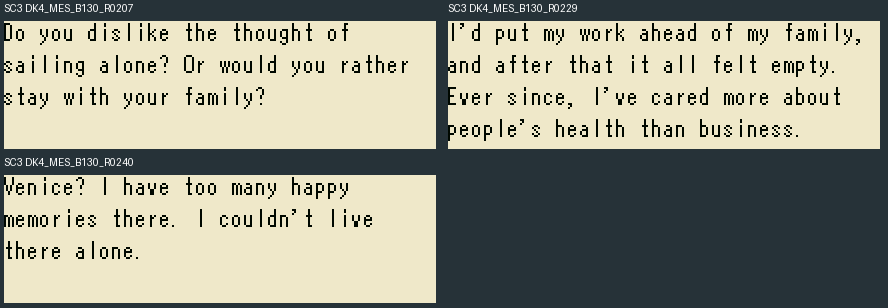 SC3 DK4_MES_B130_R0207
Do you dislike the thought of
sailing alone? Or would you rather
stay with your family?
SC3 DK4_MES_B130_R0229
I'd put my work ahead of my family,
and after that it all felt empty.
Ever since, I've cared more about
people's health than business.
SC3 DK4_MES_B130_R0240
Venice? I have too many happy
memories there. I couldn't live
there alone.